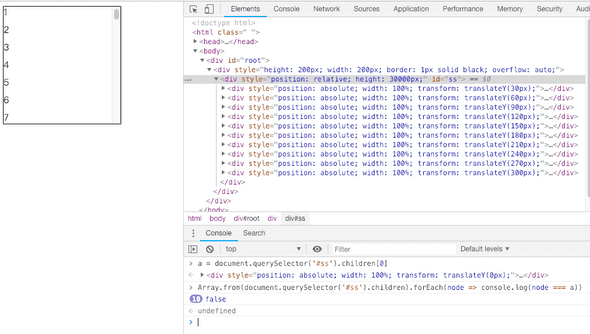 1
2
3
4
5
6
7
Elements Console Network Sources Application Performance Memory Security Audi
<!doctype html>
<html class=" ">
<head>…</head>
<body>
<div id="root">
<div style="height: 200px; width: 200px; border: 1px solid black; overflow: auto;">
… <div style="position: relative; height: 30000px;" id="ss"> == $0
<div style="position: absolute; width: 100%; transform: translateY(30px);">…</div>
<div style="position: absolute; width: 100%; transform: translateY(60px);">…</div>
<div style="position: absolute; width: 100%; transform: translateY(90px);">…</div>
<div style="position: absolute; width: 100%; transform: translateY(120px);">…</div>
<div style="position: absolute; width: 100%; transform: translateY(150px);">…</div>
<div style="position: absolute; width: 100%; transform: translateY(180px);">…</div>
<div style="position: absolute; width: 100%; transform: translateY(210px);">…</div>
<div style="position: absolute; width: 100%; transform: translateY(240px);">…</div>
<div style="position: absolute; width: 100%; transform: translateY(270px);">…</div>
<div style="position: absolute; width: 100%; transform: translateY(300px);">…</div>
</div>
</div>
</div>
</body>
html body div#root div div#ss
Console Search
top Filter Default levels
a = document.querySelector('#ss').children[0]
<div style="position: absolute; width: 100%; transform: translateY(0px);">…</div>
Array.from(document.querySelector('#ss').children).forEach(node => console.log(node === a))
10 false
undefined